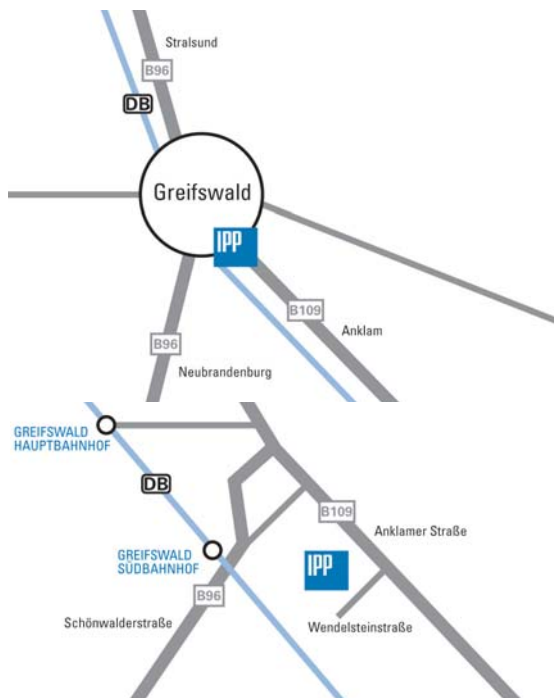 Stralsund
B96
DB
Greifswald
IPP
B109
Anklam
B96
Neubrandenburg
GREIFSWALD
HAUPTBAHNHOF
DB
B109
Anklamer Straße
GREIFSWALD
SÜDBAHNHOF
IPP
B96
Schönwalderstraße
Wendelsteinstraße